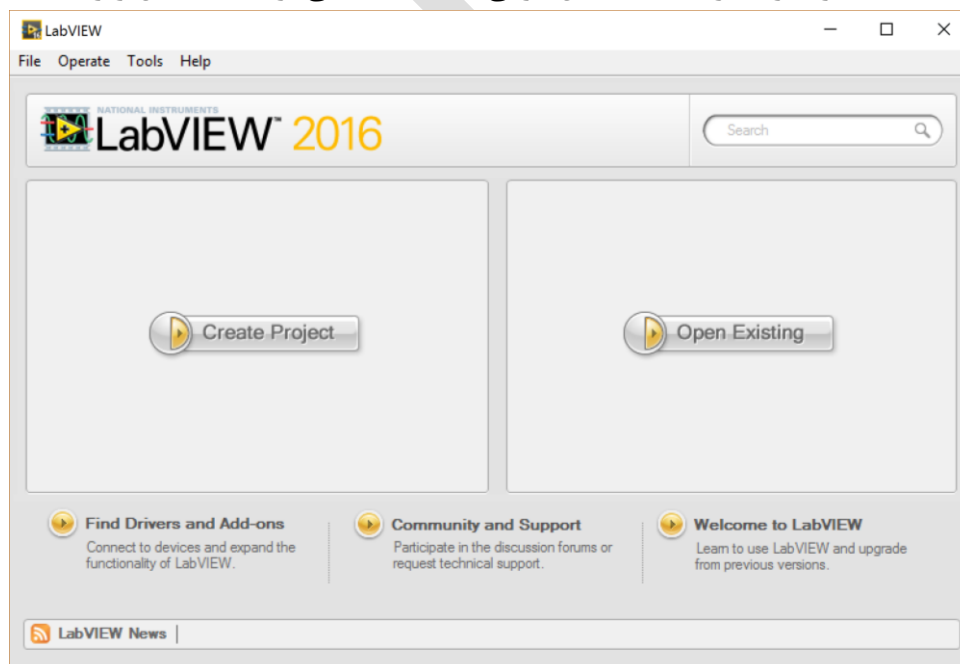 LabVIEW
File Operate Tools Help
NATIONAL INSTRUMENTS
LabVIEW™ 2016
Search
Create Project
Open Existing
Find Drivers and Add-ons
Connect to devices and expand the
functionality of LabVIEW.
Community and Support
Participate in the discussion forums or
request technical support.
Welcome to LabVIEW
Learn to use LabVIEW and upgrade
from previous versions.
LabVIEW News